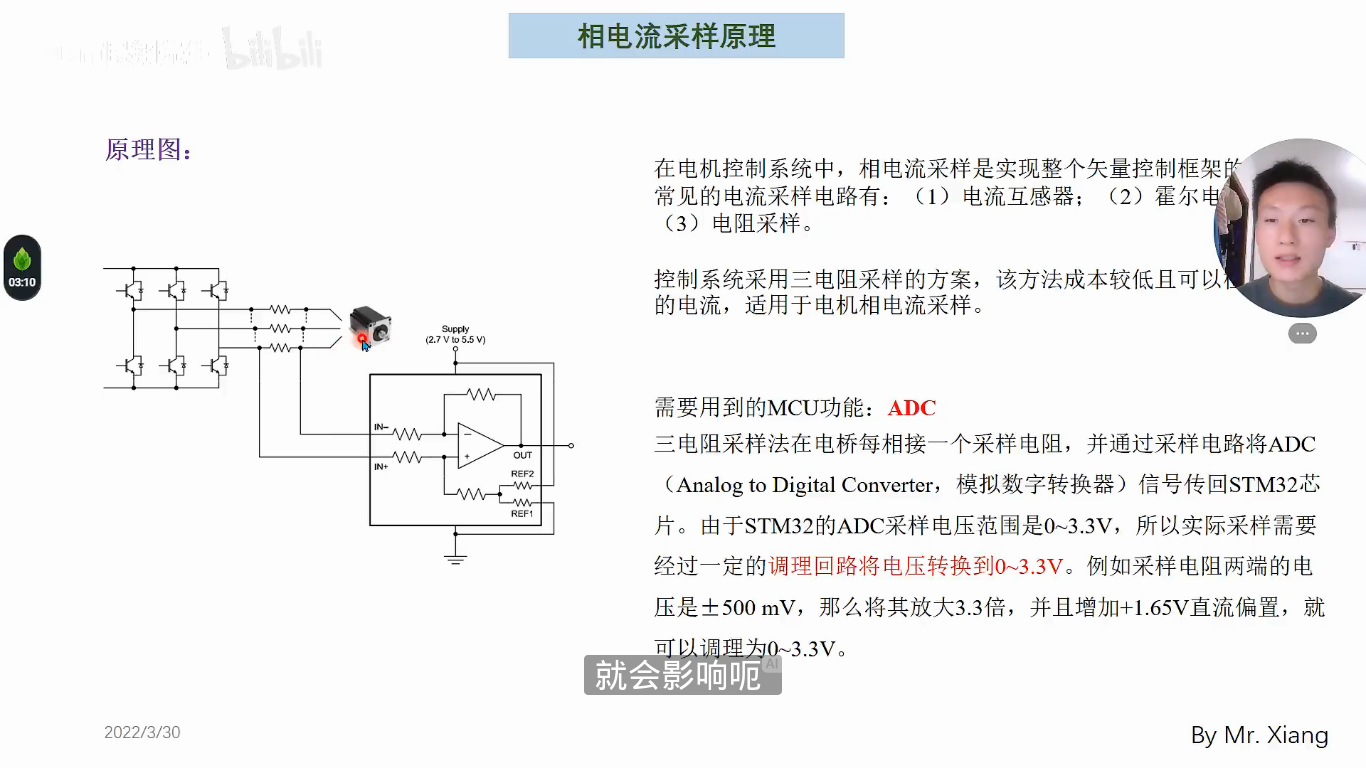 相电流采样原理
bilibili
原理图：
在电机控制系统中，相电流采样是实现整个矢量控制框架的
常见的电流采样电路有：（1）电流互感器；（2）霍尔电
（3）电阻采样。
03:10
控制系统采用三电阻采样的方案，该方法成本较低且可以
的电流，适用于电机相电流采样。
Supply
(2.7 V to 5.5 V)
IN−
IN+
OUT
REF2
REF1
需要用到的MCU功能：ADC
三电阻采样法在电桥每相接一个采样电阻，并通过采样电路将ADC
（Analog to Digital Converter，模拟数字转换器）信号传回STM32芯
片。由于STM32的ADC采样电压范围是0~3.3V，所以实际采样需要
经过一定的调理回路将电压转换到0~3.3V。例如采样电阻两端的电
压是±500 mV，那么将其放大3.3倍，并且增加+1.65V直流偏置，就
可以调理为0~3.3V。
就会影响呃
AI
2022/3/30
By Mr. Xiang